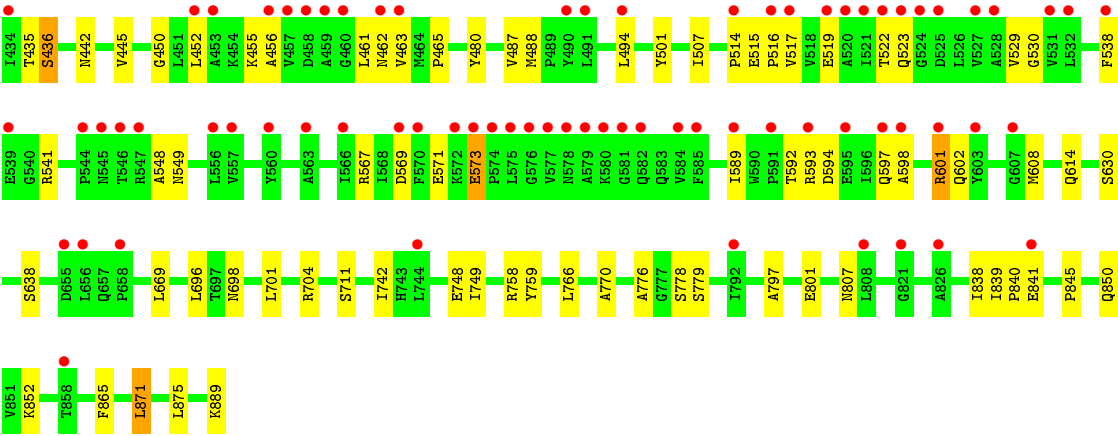 I434 T435 S436 N442 V445 G450 L451 L452 A453 K454 K455 A456 V457 D458 A459 G460 L461 N462 V463 M464 P465 Y480 V487 M488 P489 Y490 L491 L494 Y501 I507 P514 E515 P516 V517 V518 E519 A520 I521 T522 Q523 G524 D525 L526 V527 A528 V529 G530 V531 L532 F538
E539 G540 R541 P544 N545 T546 R547 A548 N549 L556 V557 Y560 A563 I566 R567 I568 D569 F570 E571 K572 E573 P574 L575 G576 V577 N578 A579 K580 G581 Q582 Q583 V584 F585 I589 W590 P591 T592 R593 D594 E595 I596 Q597 A598 R601 Q602 Y603 G607 M608 Q614 S630
S638 D655 L656 Q657 P658 L669 L696 T697 N698 L701 R704 S711 I742 H743 L744 E748 I749 R758 Y759 L766 A770 A776 G777 S778 S779 I792 A797 E801 N807 L808 G821 A826 I838 I839 P840 E841 P845 Q850
V851 K852 T858 F865 L871 L875 K889